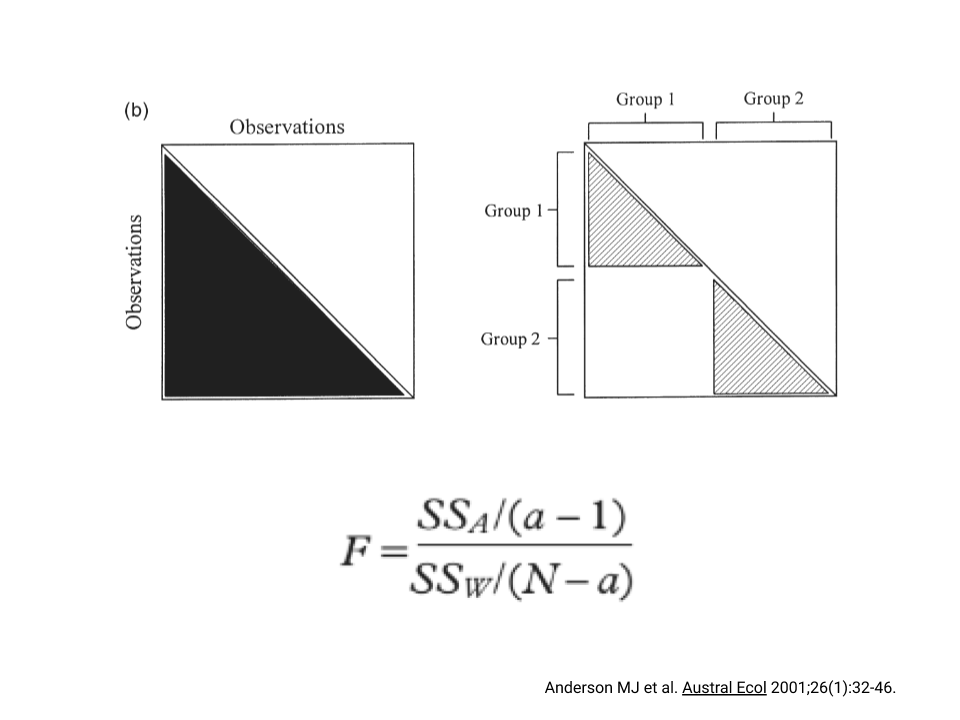 (b)
Observations
Observations
Group 1
Group 2
Group 1
Group 2
F = SS_A/(a − 1)
SS_W/(N − a)
Anderson MJ et al. Austral Ecol 2001;26(1):32-46.